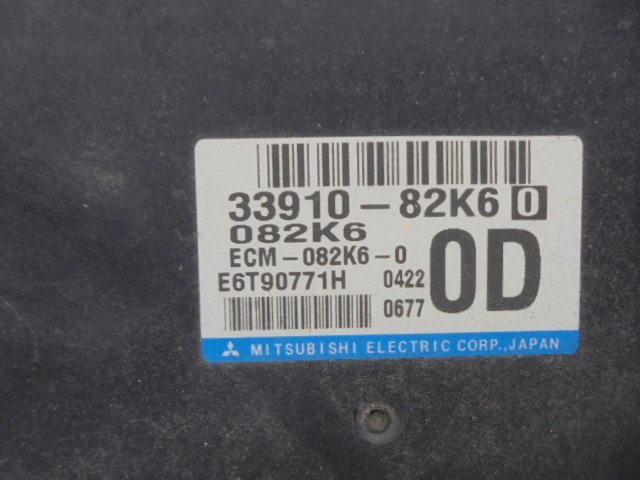 33910-82K6 0
082K6
0D
ECM-082K6-0
E6T90771H 0422
0677
MITSUBISHI ELECTRIC CORP., JAPAN